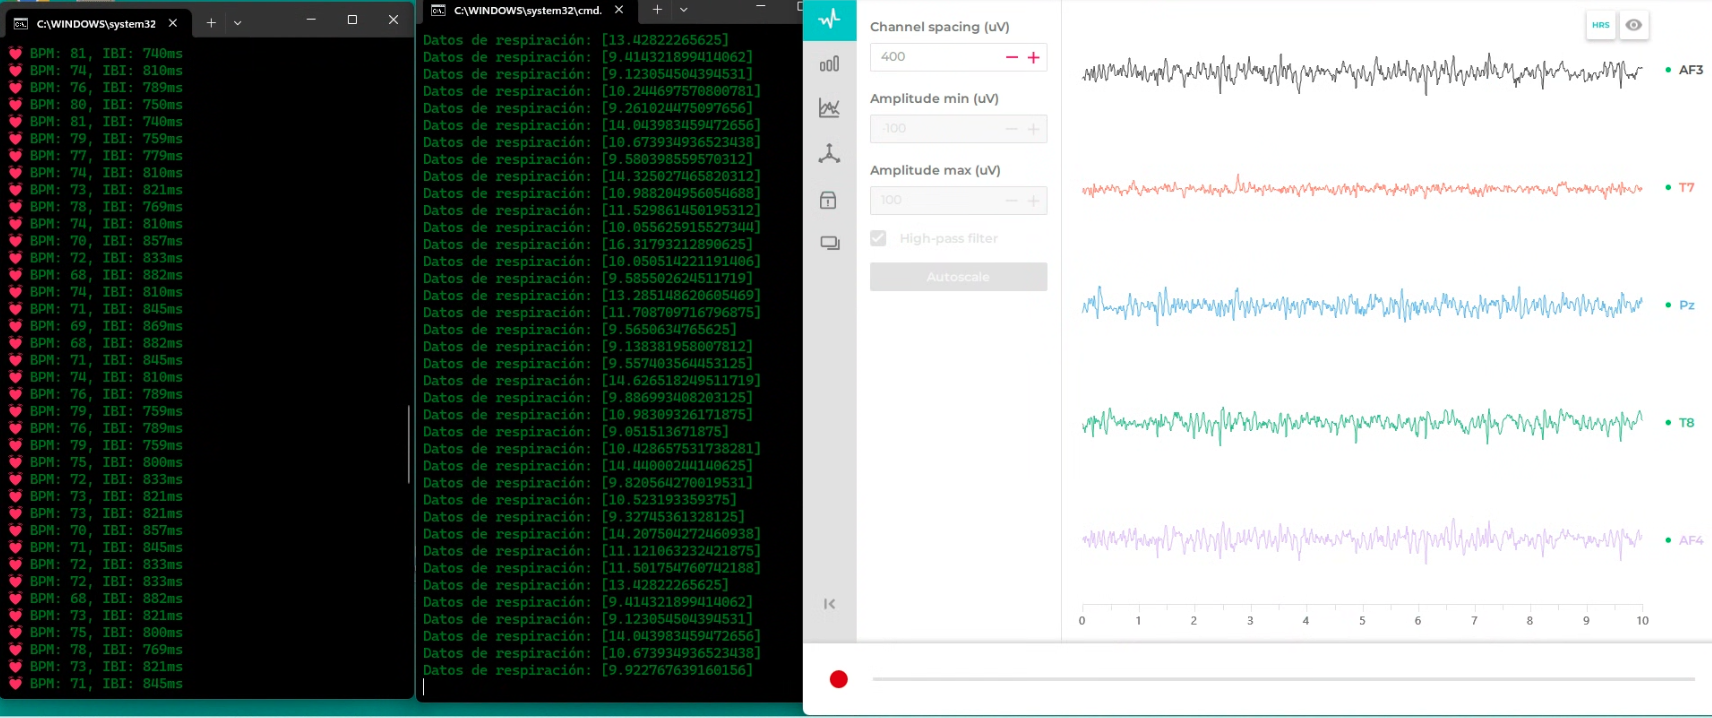 C:\WINDOWS\system32
BPM: 81, IBI: 740ms
BPM: 74, IBI: 810ms
BPM: 76, IBI: 789ms
BPM: 80, IBI: 750ms
BPM: 81, IBI: 740ms
BPM: 79, IBI: 759ms
BPM: 77, IBI: 779ms
BPM: 74, IBI: 810ms
BPM: 73, IBI: 821ms
BPM: 78, IBI: 769ms
BPM: 74, IBI: 810ms
BPM: 70, IBI: 857ms
BPM: 72, IBI: 833ms
BPM: 68, IBI: 882ms
BPM: 74, IBI: 810ms
BPM: 71, IBI: 845ms
BPM: 69, IBI: 869ms
BPM: 68, IBI: 882ms
BPM: 71, IBI: 845ms
BPM: 74, IBI: 810ms
BPM: 76, IBI: 789ms
BPM: 79, IBI: 759ms
BPM: 76, IBI: 789ms
BPM: 79, IBI: 759ms
BPM: 75, IBI: 800ms
BPM: 72, IBI: 833ms
BPM: 73, IBI: 821ms
BPM: 73, IBI: 821ms
BPM: 70, IBI: 857ms
BPM: 71, IBI: 845ms
BPM: 72, IBI: 833ms
BPM: 72, IBI: 833ms
BPM: 68, IBI: 882ms
BPM: 73, IBI: 821ms
BPM: 75, IBI: 800ms
BPM: 78, IBI: 769ms
BPM: 73, IBI: 821ms
BPM: 71, IBI: 845ms
C:\WINDOWS\system32\cmd.
Datos de respiración: [13.42822265625]
Datos de respiración: [9.414321899414062]
Datos de respiración: [9.123054504394531]
Datos de respiración: [10.244697570800781]
Datos de respiración: [9.261024475097656]
Datos de respiración: [14.043983459472656]
Datos de respiración: [10.673934936523438]
Datos de respiración: [9.580398559570312]
Datos de respiración: [14.325027465820312]
Datos de respiración: [10.988204956054688]
Datos de respiración: [11.529861450195312]
Datos de respiración: [10.055625915527344]
Datos de respiración: [16.31793212890625]
Datos de respiración: [10.050514221191406]
Datos de respiración: [9.585502624511719]
Datos de respiración: [13.285148620605469]
Datos de respiración: [11.708709716796875]
Datos de respiración: [9.5650634765625]
Datos de respiración: [9.138381958007812]
Datos de respiración: [9.557403564453125]
Datos de respiración: [14.626518249511719]
Datos de respiración: [9.886993408203125]
Datos de respiración: [10.98309326171875]
Datos de respiración: [9.051513671875]
Datos de respiración: [10.428657531738281]
Datos de respiración: [14.44000244140625]
Datos de respiración: [9.820564270019531]
Datos de respiración: [10.523193359375]
Datos de respiración: [9.32745361328125]
Datos de respiración: [14.207504272460938]
Datos de respiración: [11.121063232421875]
Datos de respiración: [11.501754760742188]
Datos de respiración: [13.42822265625]
Datos de respiración: [9.414321899414062]
Datos de respiración: [9.123054504394531]
Datos de respiración: [14.043983459472656]
Datos de respiración: [10.673934936523438]
Datos de respiración: [9.922767639160156]
Channel spacing (uV)
400
Amplitude min (uV)
-100
Amplitude max (uV)
100
High-pass filter
Autoscale
HRS
AF3
T7
Pz
T8
AF4
0 1 2 3 4 5 6 7 8 9 10